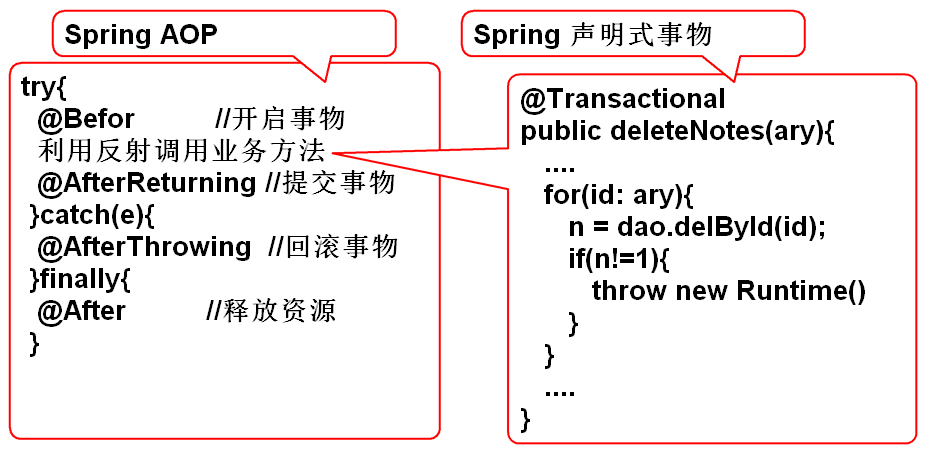 Spring AOP
try{
@Befor //开启事物
利用反射调用业务方法
@AfterReturning //提交事物
}catch(e){
@AfterThrowing //回滚事物
}finally{
@After //释放资源
}
Spring 声明式事物
@Transactional
public deleteNotes(ary){
....
for(id: ary){
n = dao.delById(id);
if(n!=1){
throw new Runtime()
}
}
....
}